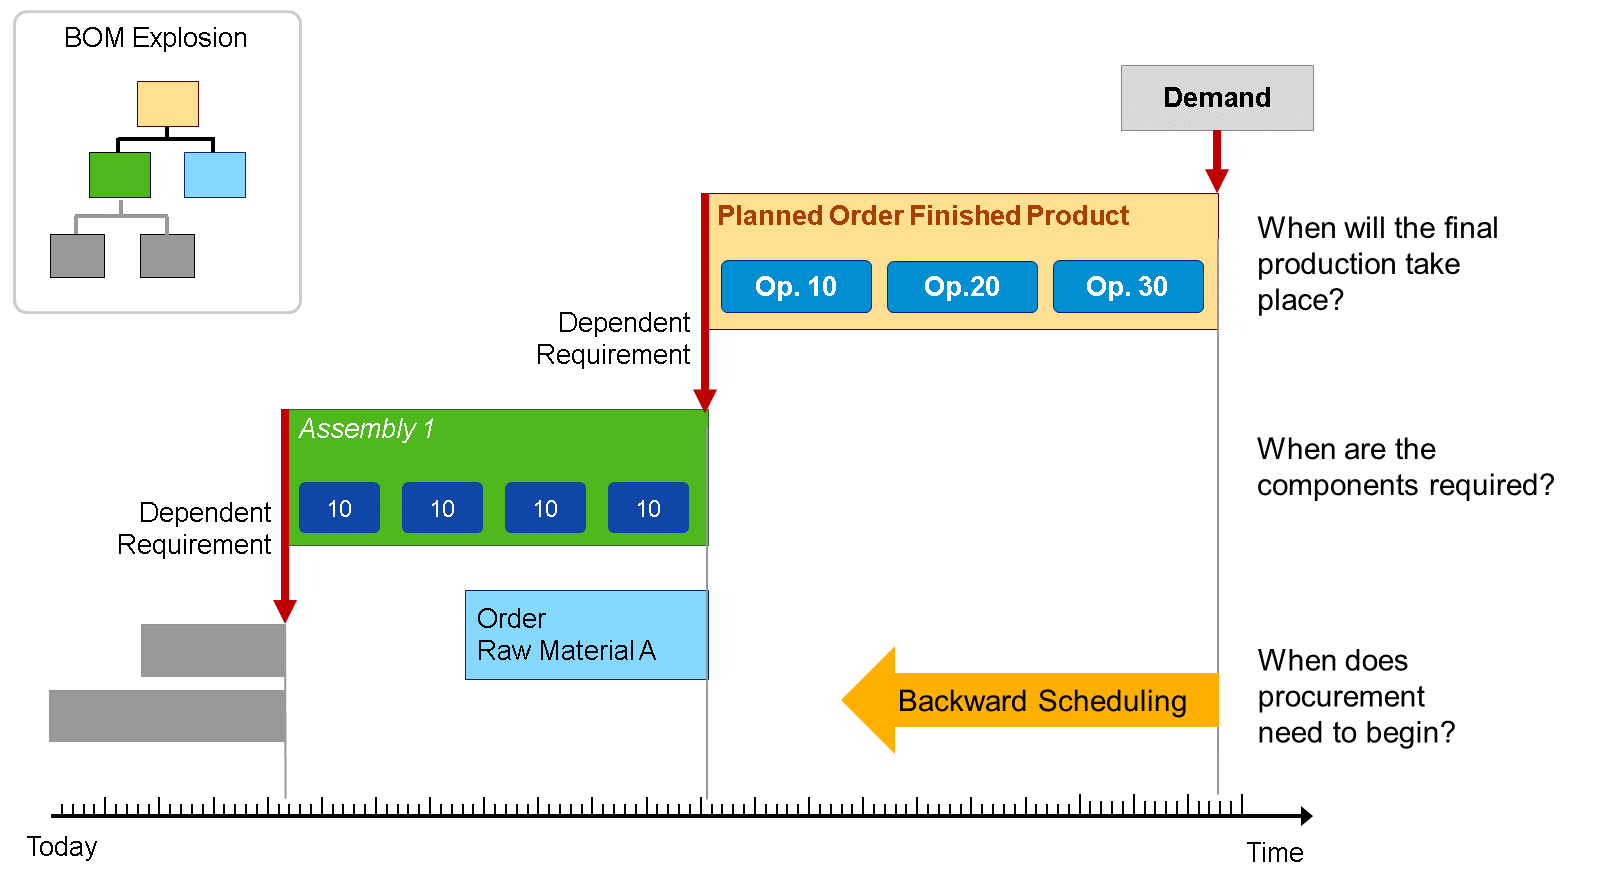 BOM Explosion
Demand
Planned Order Finished Product
Op. 10
Op.20
Op. 30
When will the final
production take
place?
Dependent
Requirement
Assembly 1
10
10
10
10
When are the
components required?
Dependent
Requirement
Order
Raw Material A
Backward Scheduling
When does
procurement
need to begin?
Today
Time